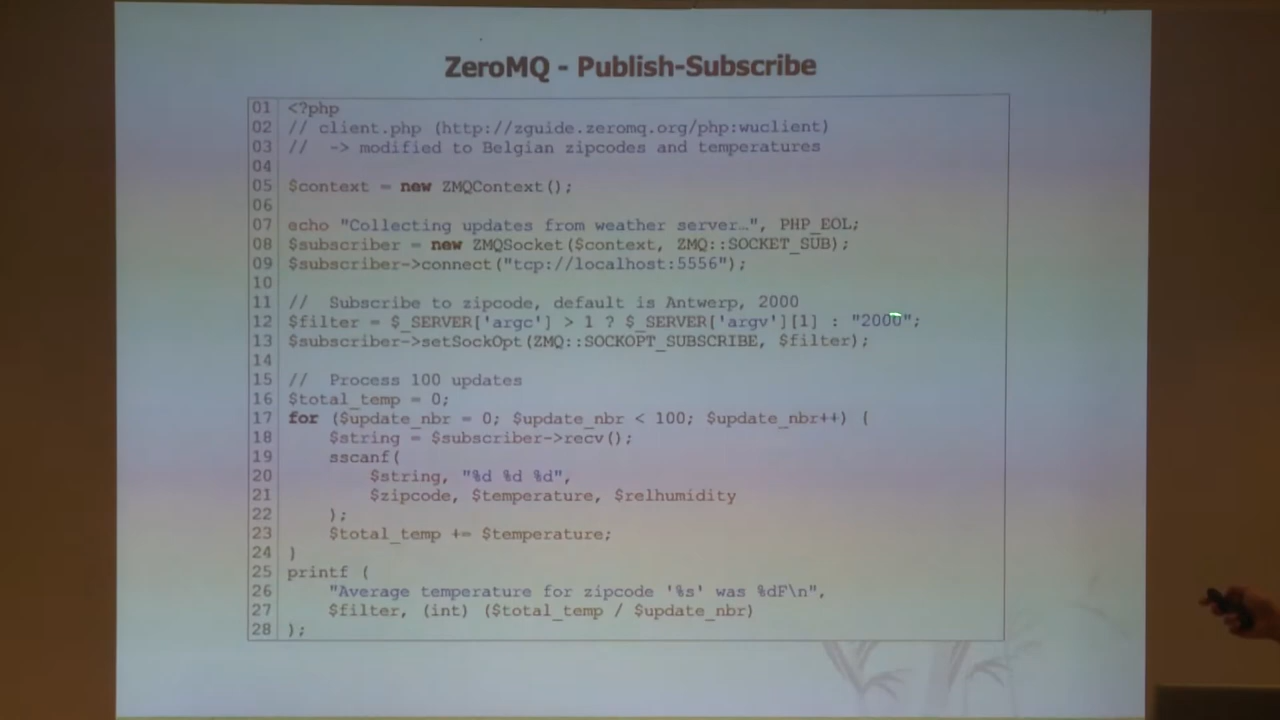 ZeroMQ - Publish-Subscribe
01 <?php
02 // client.php (http://zguide.zeromq.org/php:wuclient)
03 //  -> modified to Belgian zipcodes and temperatures
04
05 $context = new ZMQContext();
06
07 echo "Collecting updates from weather server…", PHP_EOL;
08 $subscriber = new ZMQSocket($context, ZMQ::SOCKET_SUB);
09 $subscriber->connect("tcp://localhost:5556");
10
11 //  Subscribe to zipcode, default is Antwerp, 2000
12 $filter = $_SERVER['argc'] > 1 ? $_SERVER['argv'][1] : "2000";
13 $subscriber->setSockOpt(ZMQ::SOCKOPT_SUBSCRIBE, $filter);
14
15 //  Process 100 updates
16 $total_temp = 0;
17 for ($update_nbr = 0; $update_nbr < 100; $update_nbr++) {
18     $string = $subscriber->recv();
19     sscanf(
20         $string, "%d %d %d",
21         $zipcode, $temperature, $relhumidity
22     );
23     $total_temp += $temperature;
24 }
25 printf (
26     "Average temperature for zipcode '%s' was %dF\n",
27     $filter, (int) ($total_temp / $update_nbr)
28 );